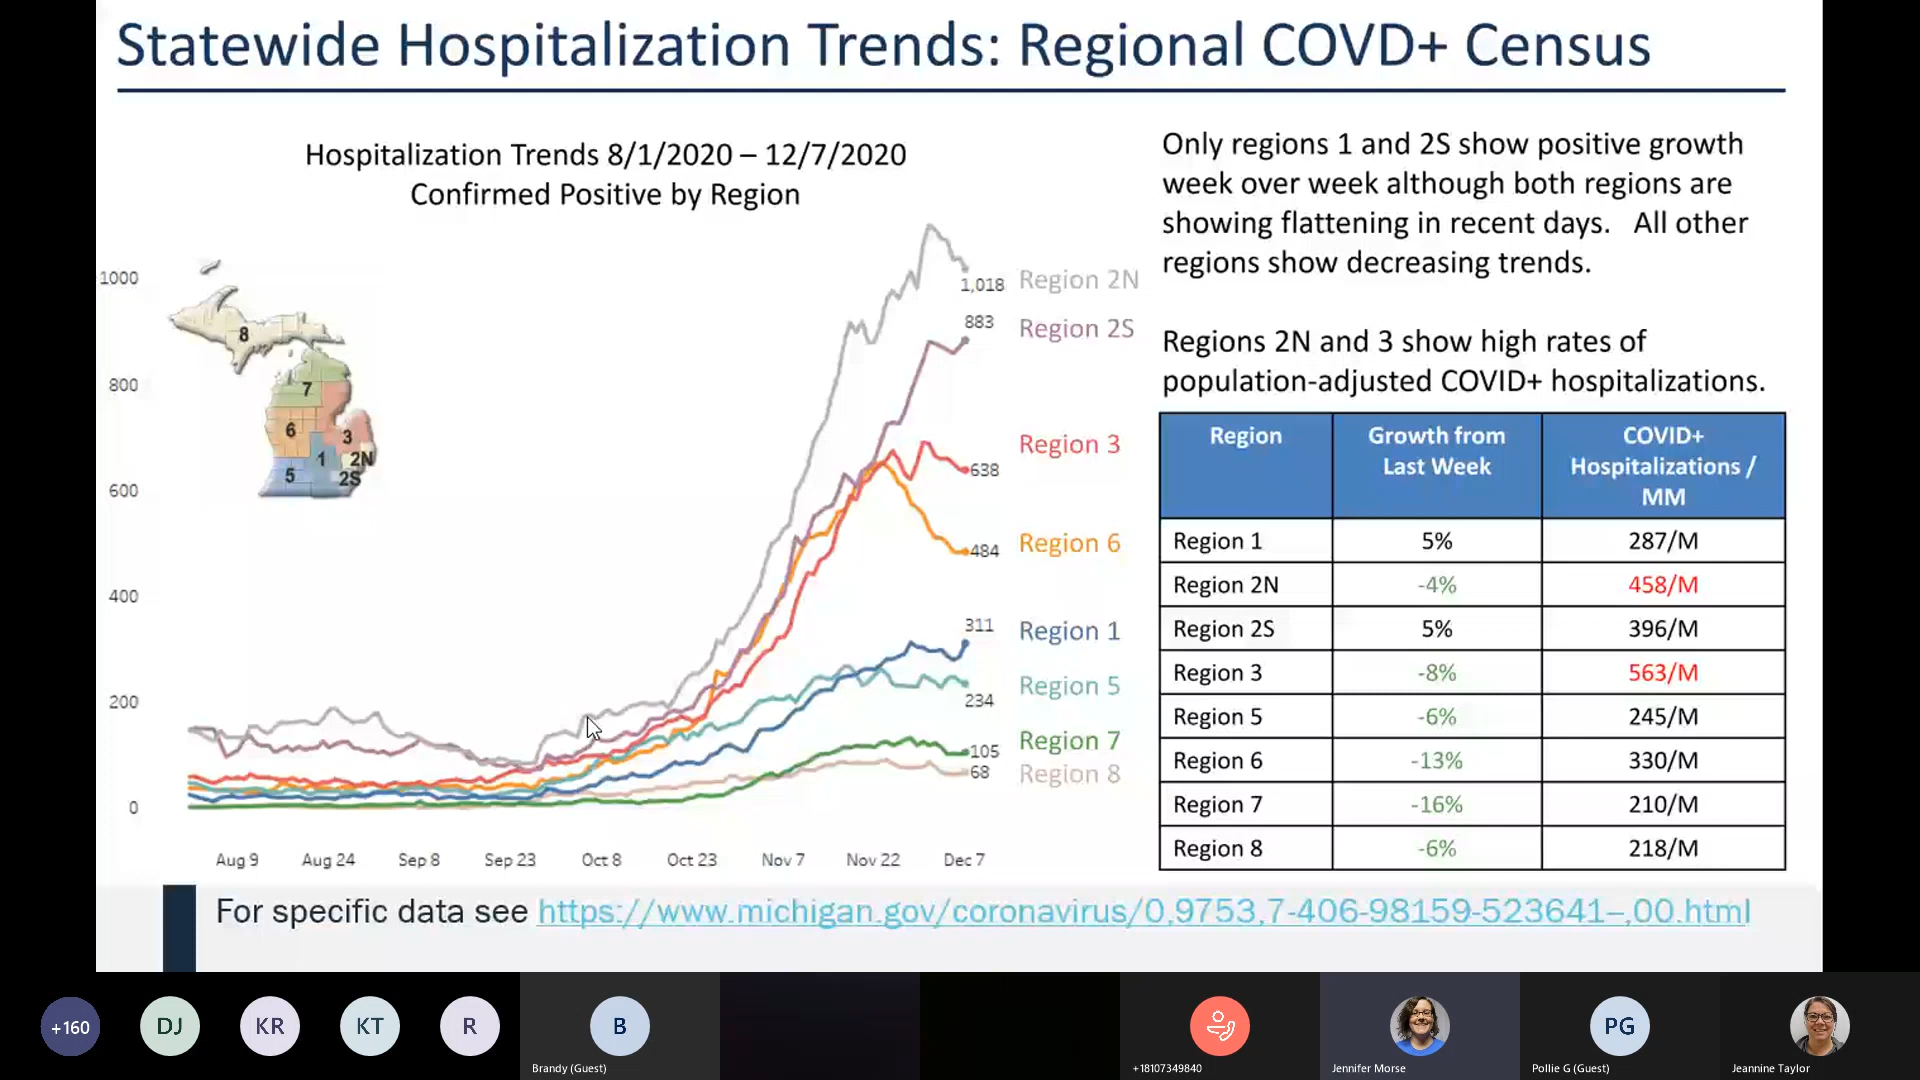 Statewide Hospitalization Trends: Regional COVD+ Census
Hospitalization Trends 8/1/2020 – 12/7/2020
Confirmed Positive by Region
1000
800
600
400
200
0
8
7
6
3
1
2N
5
2S
1,018
Region 2N
883
Region 2S
Region 3
638
484
Region 6
311
Region 1
Region 5
234
105
Region 7
68
Region 8
Aug 9 Aug 24 Sep 8 Sep 23 Oct 8 Oct 23 Nov 7 Nov 22 Dec 7
Only regions 1 and 2S show positive growth
week over week although both regions are
showing flattening in recent days. All other
regions show decreasing trends.
Regions 2N and 3 show high rates of
population-adjusted COVID+ hospitalizations.
Region Growth from COVID+
Last Week Hospitalizations /
MM
Region 1 5% 287/M
Region 2N -4% 458/M
Region 2S 5% 396/M
Region 3 -8% 563/M
Region 5 -6% 245/M
Region 6 -13% 330/M
Region 7 -16% 210/M
Region 8 -6% 218/M
For specific data see https://www.michigan.gov/coronavirus/0,9753,7-406-98159-523641–,00.html
+160 DJ KR KT R B PG
Brandy (Guest) +18107349840 Jennifer Morse Pollie G (Guest) Jeannine Taylor